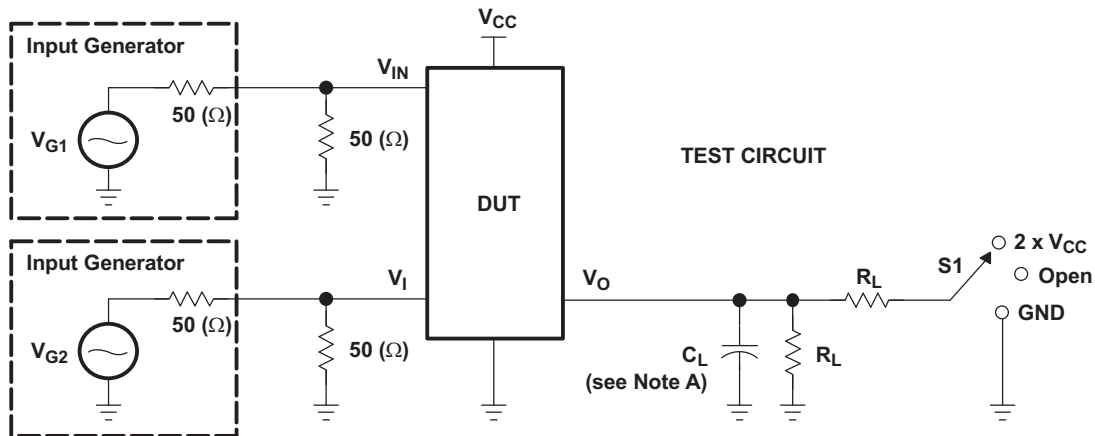 Input Generator
V_G1
50 (Ω)
50 (Ω)
V_IN
V_CC
DUT
TEST CIRCUIT
Input Generator
V_G2
50 (Ω)
50 (Ω)
V_I
V_O
C_L
(see Note A)
R_L
R_L
S1
2 x V_CC
Open
GND